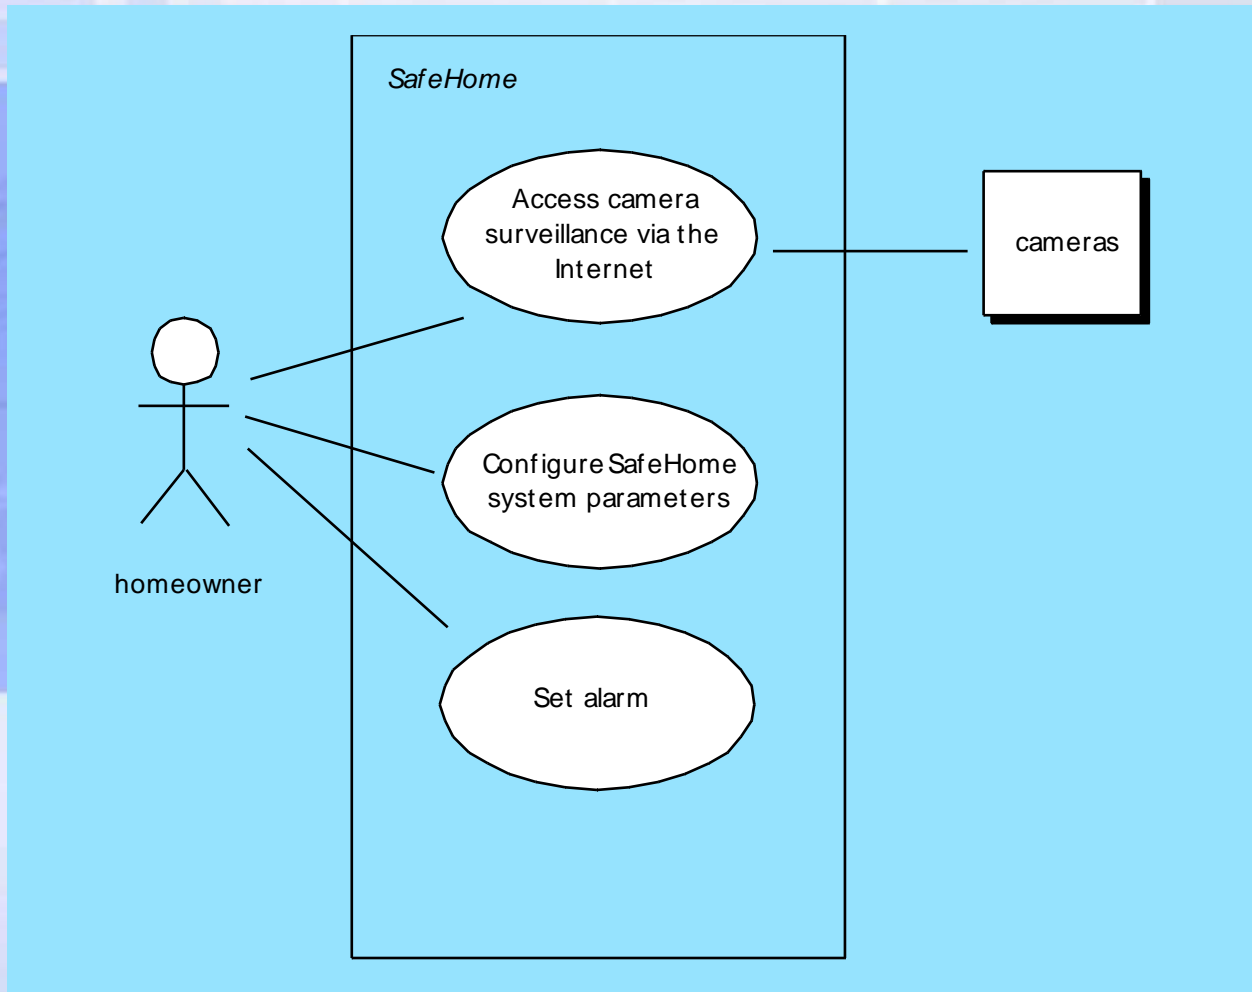 SafeHome
Access camera
surveillance via the
Internet
cameras
Configure SafeHome
system parameters
homeowner
Set alarm